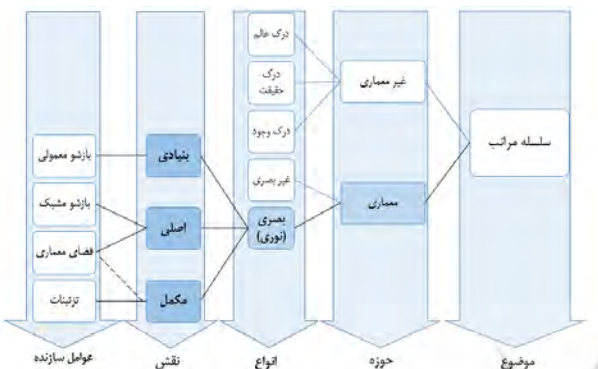 سلسله مراتب
غیر معماری
معماری
درک عالم
درک
حقیقت
درک وجود
غیر بصری
بصری
(نوری)
بنیادی
اصلی
مکمل
بازشو معمولی
بازشو مشبک
فضای معماری
تزئینات
موضوع
حوزه
انواع
نقش
عوامل سازنده